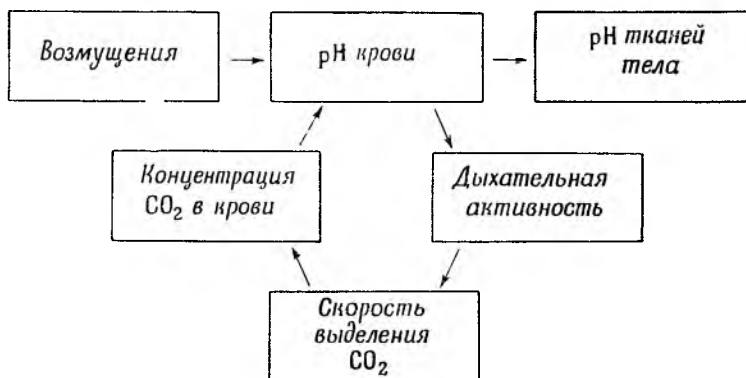 Возмущения
pH крови
pH тканей
тела
Концентрация
CO₂ в крови
Дыхательная
активность
Скорость
выделения
CO₂